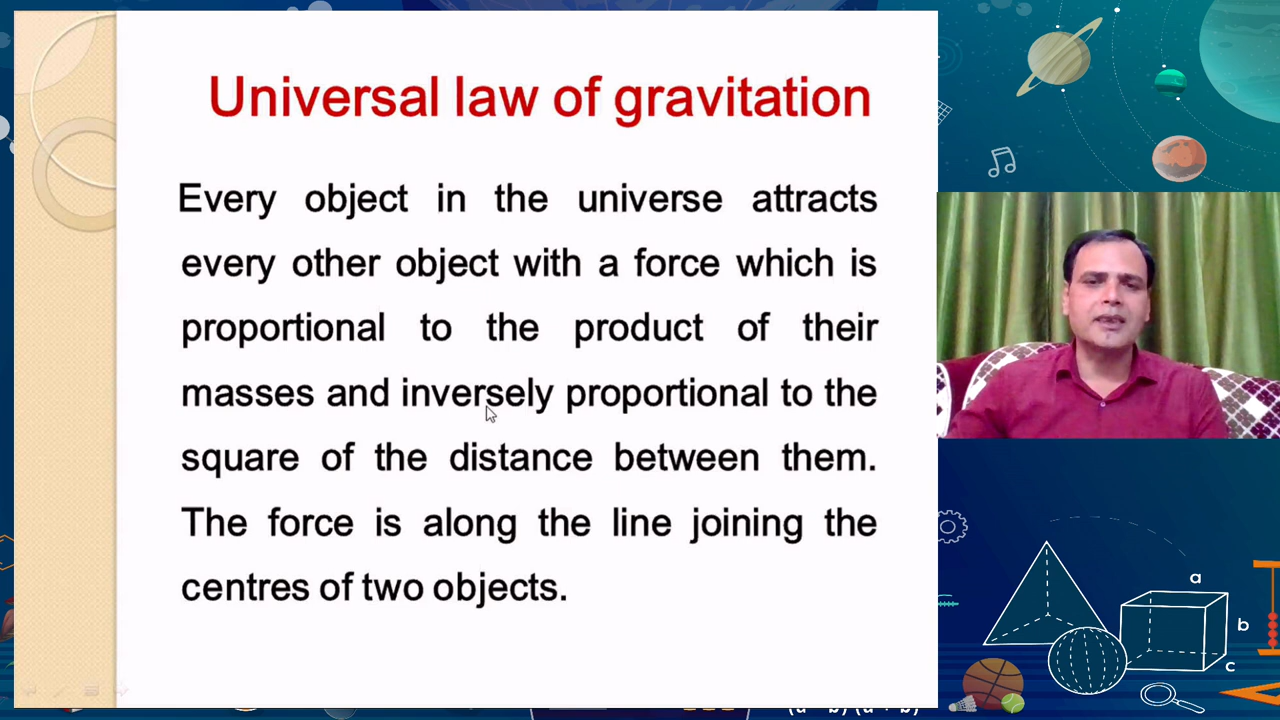 Universal law of gravitation
Every object in the universe attracts
every other object with a force which is
proportional to the product of their
masses and inversely proportional to the
square of the distance between them.
The force is along the line joining the
centres of two objects.
a
b
c